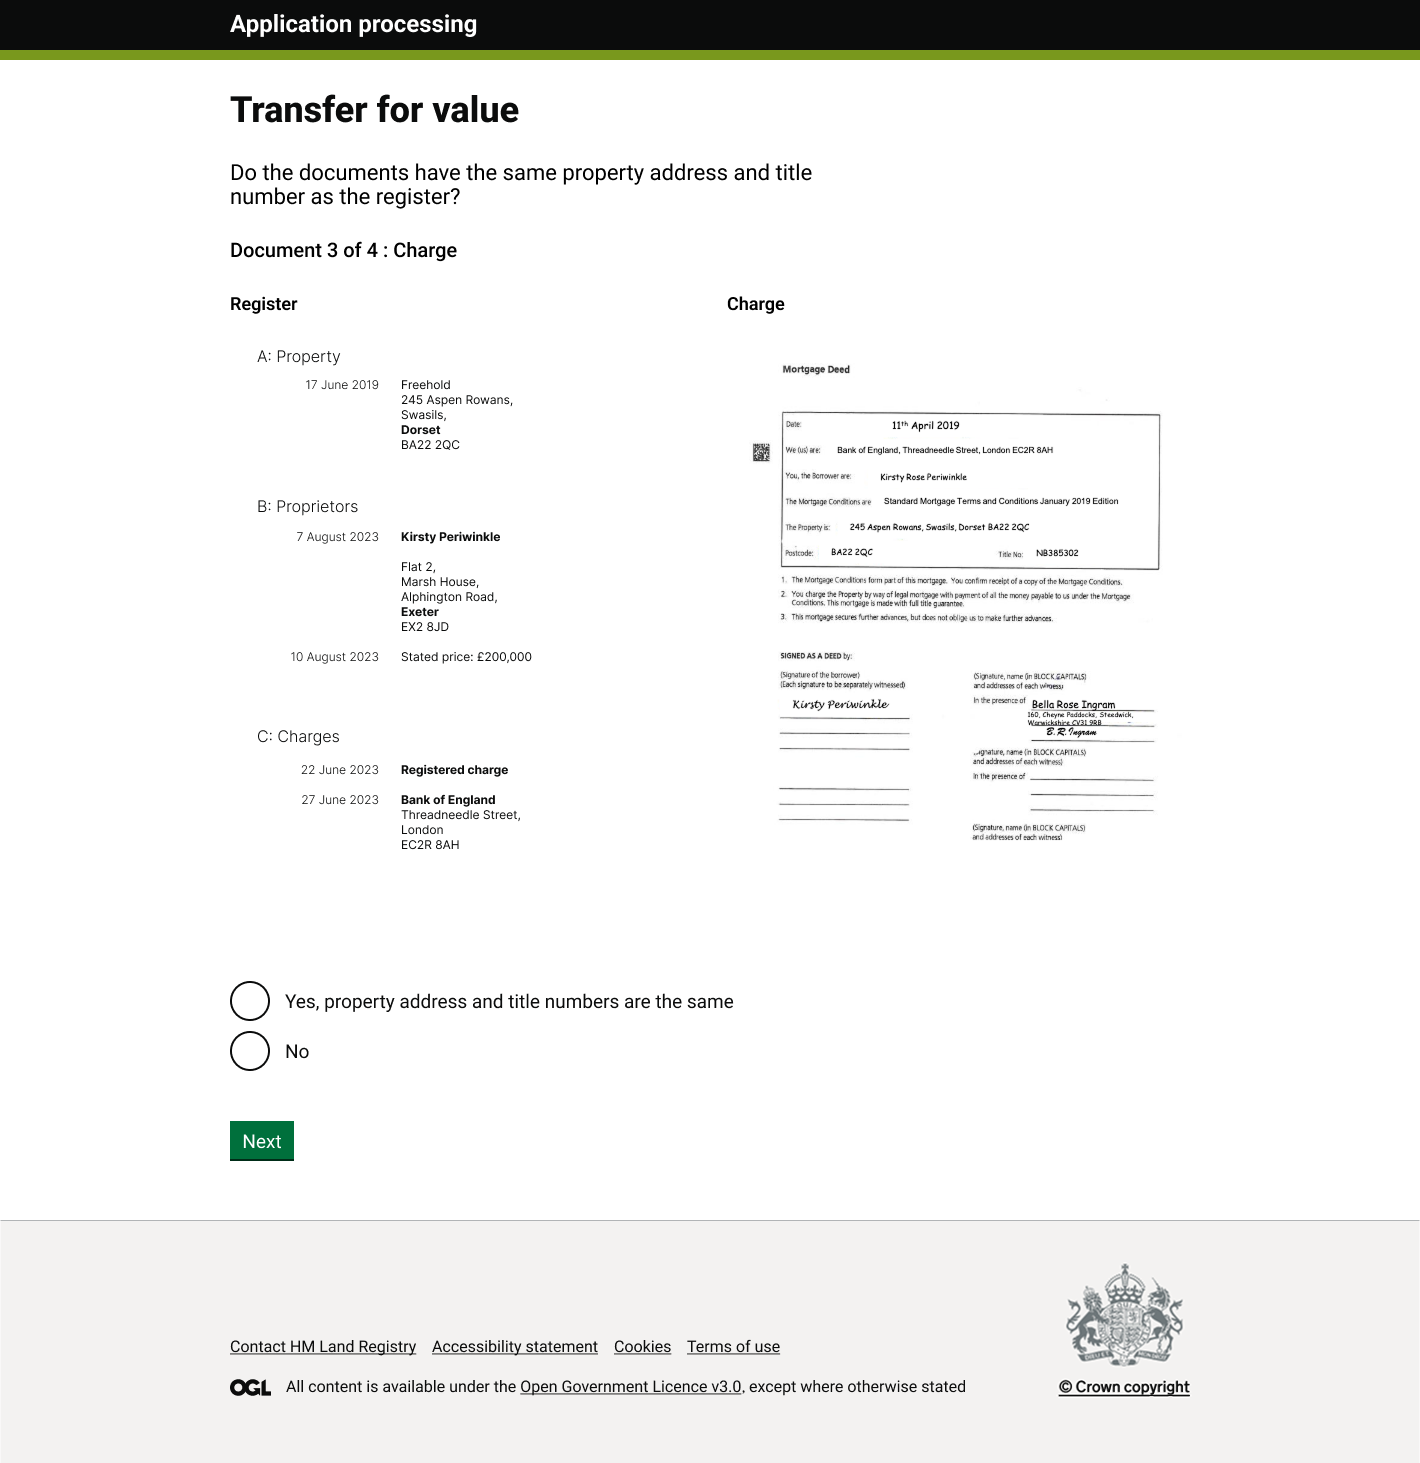 Application processing
Transfer for value
Do the documents have the same property address and title
number as the register?
Document 3 of 4 : Charge
Register
A: Property
17 June 2019 Freehold
245 Aspen Rowans,
Swasils,
Dorset
BA22 2QC
B: Proprietors
7 August 2023 Kirsty Periwinkle
Flat 2,
Marsh House,
Alphington Road,
Exeter
EX2 8JD
10 August 2023 Stated price: £200,000
C: Charges
22 June 2023 Registered charge
27 June 2023 Bank of England
Threadneedle Street,
London
EC2R 8AH
Charge
Mortgage Deed
Date: 11th April 2019
We (us) are: Bank of England, Threadneedle Street, London EC2R 8AH
You, the Borrower are: Kirsty Rose Periwinkle
The Mortgage Conditions are Standard Mortgage Terms and Conditions January 2019 Edition
The Property is: 245 Aspen Rowans, Swasils, Dorset BA22 2QC
Postcode: BA22 2QC Title No: NB385302
1. The Mortgage Conditions form part of this mortgage. You confirm receipt of a copy of the Mortgage Conditions.
2. You charge the Property by way of legal mortgage with payment of all the money payable to us under the Mortgage
Conditions. This mortgage is made with full title guarantee.
3. This mortgage secures further advances, but does not oblige us to make further advances.
SIGNED AS A DEED by:
(Signature of the borrower)
(Each signature to be separately witnessed)
Kirsty Periwinkle
(Signature, name (in BLOCK CAPITALS)
and addresses of each witness)
In the presence of Bella Rose Ingram
160, Cheyne Paddocks, Steedwick,
Warwickshire CV31 9RB
B. R. Ingram
signature, name (in BLOCK CAPITALS)
and addresses of each witness)
In the presence of
(Signature, name (in BLOCK CAPITALS)
and addresses of each witness)
Yes, property address and title numbers are the same
No
Next
Contact HM Land Registry Accessibility statement Cookies Terms of use
OGL All content is available under the Open Government Licence v3.0, except where otherwise stated
© Crown copyright